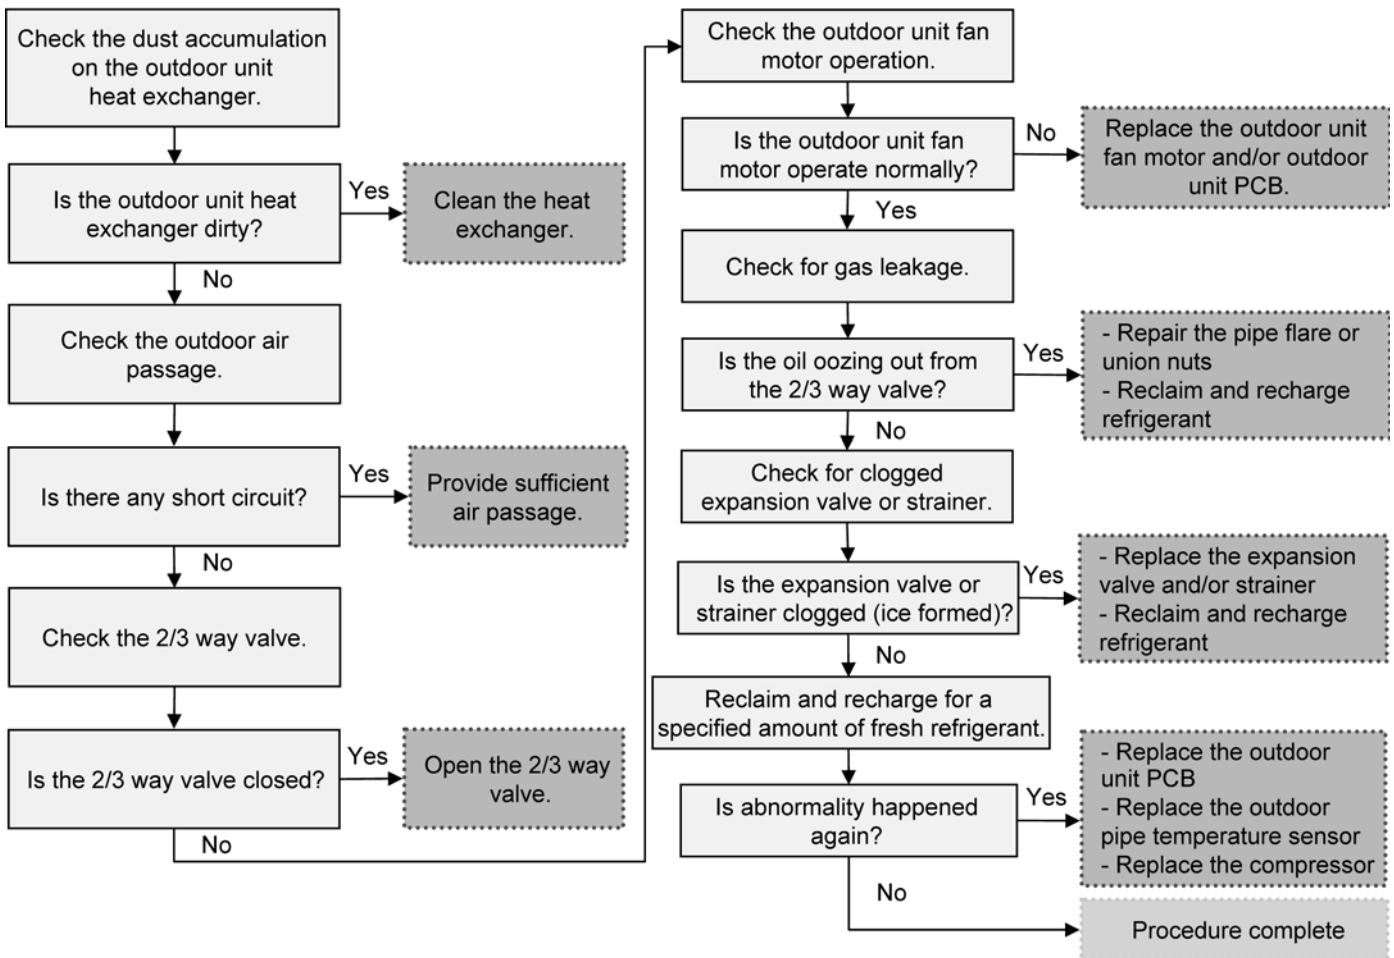 Check the dust accumulation
on the outdoor unit
heat exchanger.
Is the outdoor unit heat
exchanger dirty?
Yes
Clean the heat
exchanger.
No
Check the outdoor air
passage.
Is there any short circuit?
Yes
Provide sufficient
air passage.
No
Check the 2/3 way valve.
Is the 2/3 way valve closed?
Yes
Open the 2/3 way
valve.
No
Check the outdoor unit fan
motor operation.
Is the outdoor unit fan
motor operate normally?
No
Replace the outdoor unit
fan motor and/or outdoor
unit PCB.
Yes
Check for gas leakage.
Is the oil oozing out from
the 2/3 way valve?
Yes
- Repair the pipe flare or
union nuts
- Reclaim and recharge
refrigerant
No
Check for clogged
expansion valve or strainer.
Is the expansion valve or
strainer clogged (ice formed)?
Yes
- Replace the expansion
valve and/or strainer
- Reclaim and recharge
refrigerant
No
Reclaim and recharge for a
specified amount of fresh refrigerant.
Is abnormality happened
again?
Yes
- Replace the outdoor
unit PCB
- Replace the outdoor
pipe temperature sensor
- Replace the compressor
No
Procedure complete